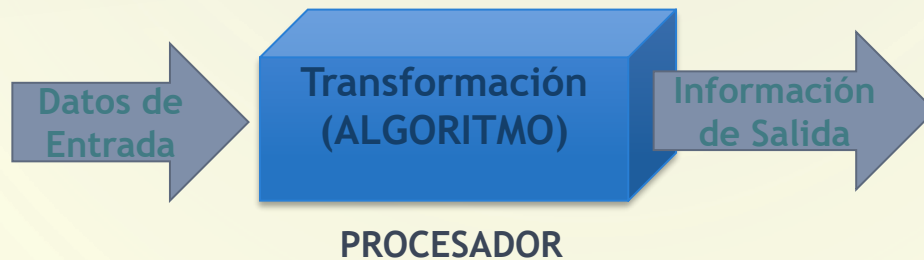 Datos de
Entrada
Transformación
(ALGORITMO)
Información
de Salida
PROCESADOR